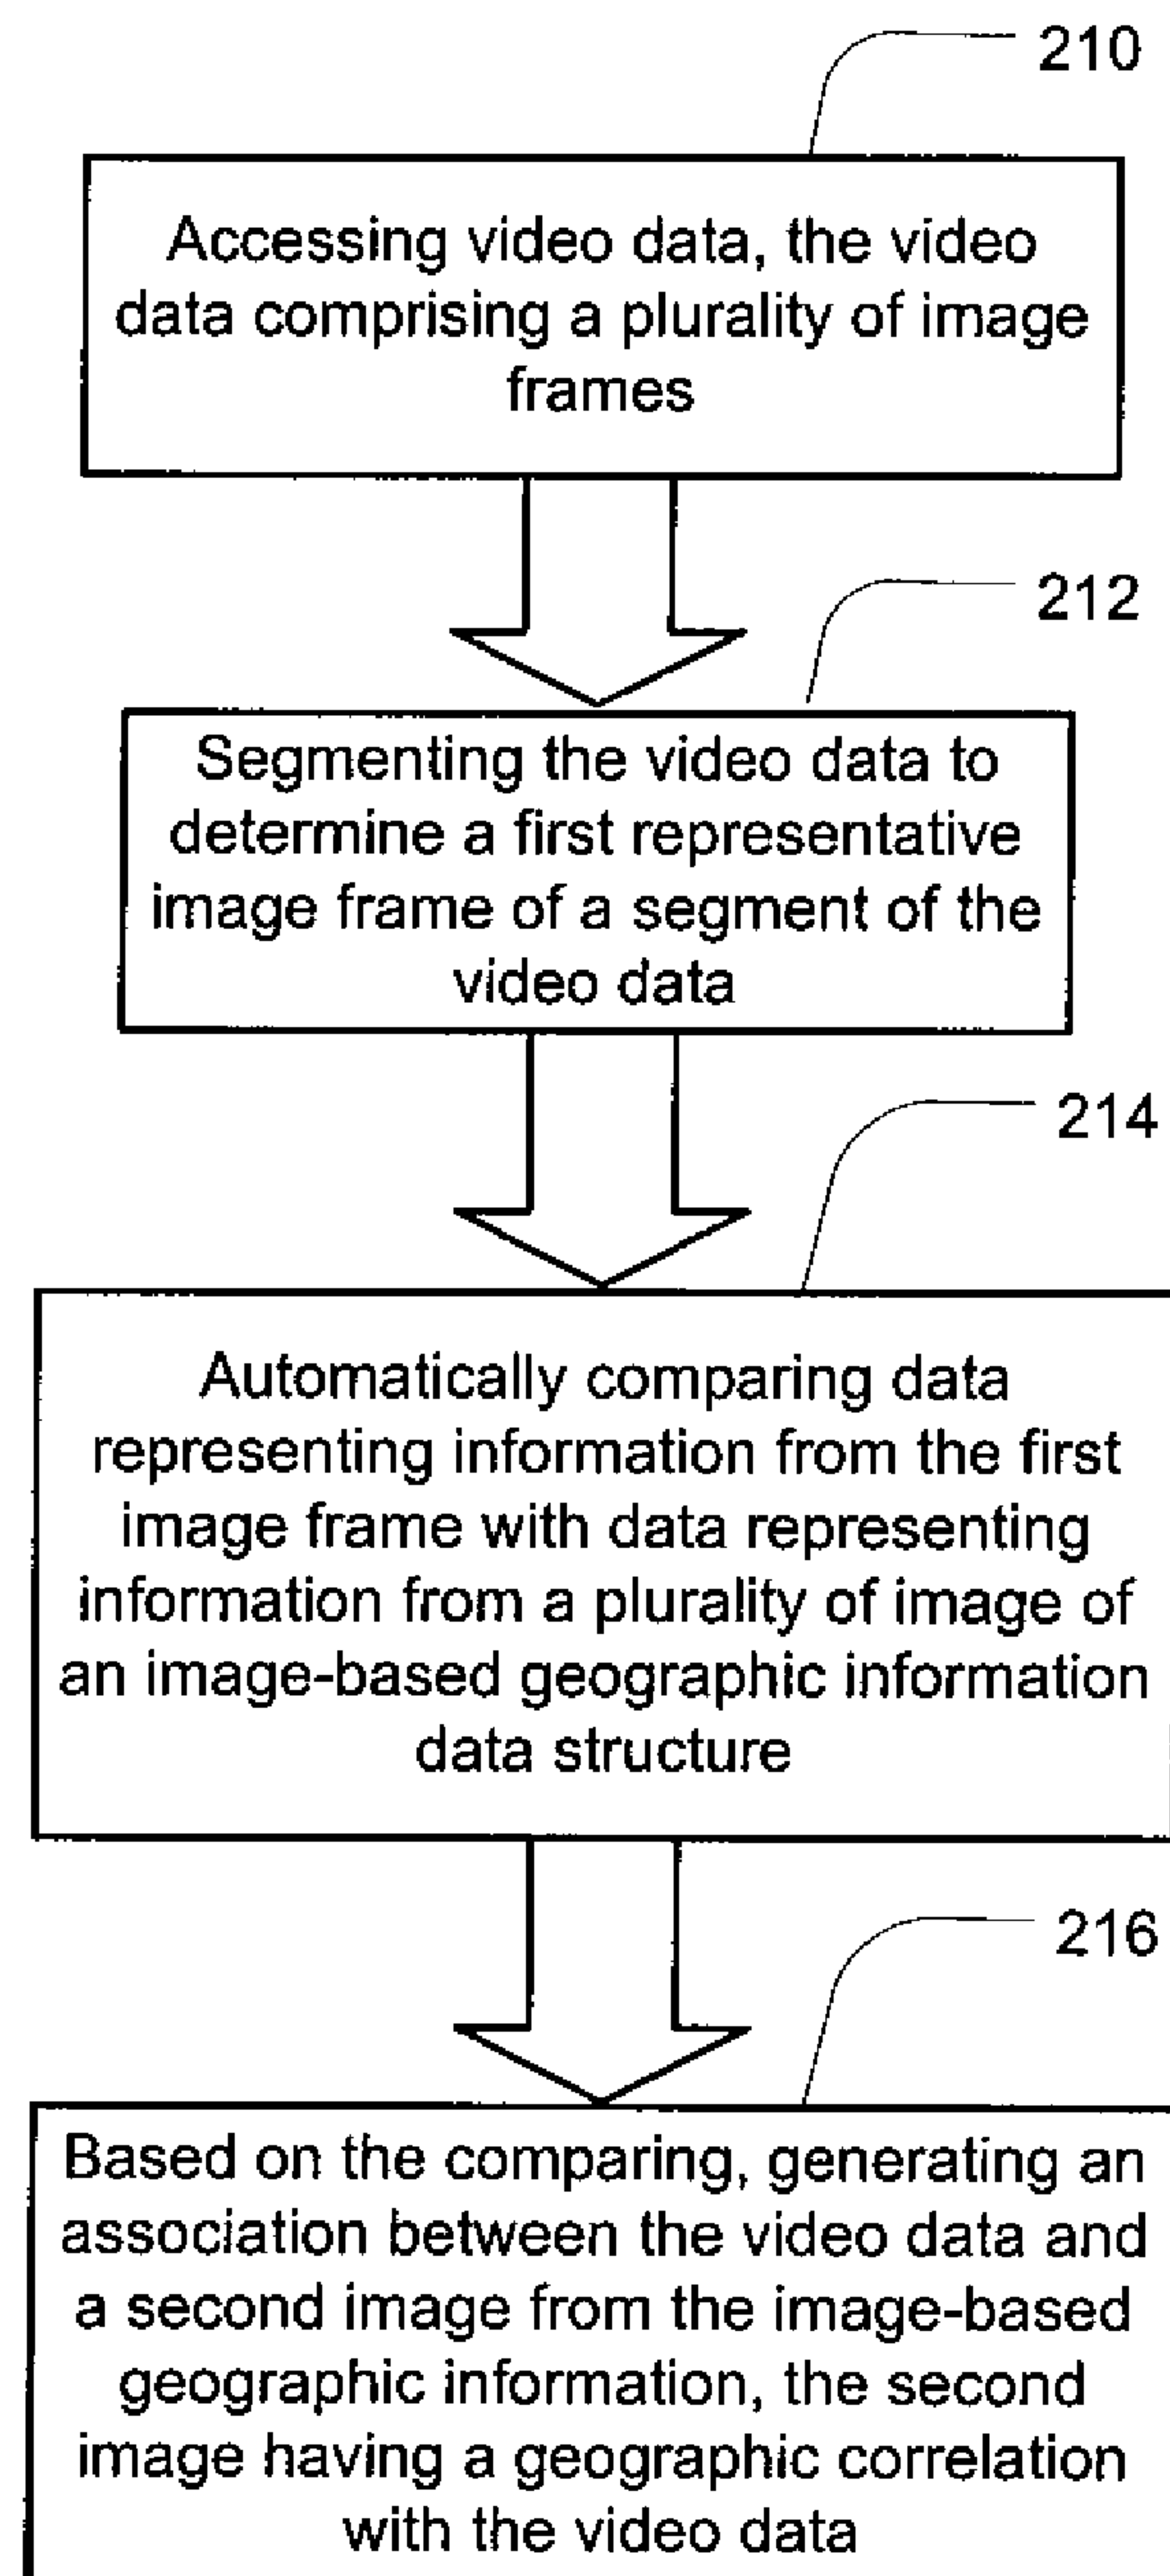 210
Accessing video data, the video
data comprising a plurality of image
frames
212
Segmenting the video data to
determine a first representative
image frame of a segment of the
video data
214
Automatically comparing data
representing information from the first
image frame with data representing
information from a plurality of image of
an image-based geographic information
data structure
216
Based on the comparing, generating an
association between the video data and
a second image from the image-based
geographic information, the second
image having a geographic correlation
with the video data